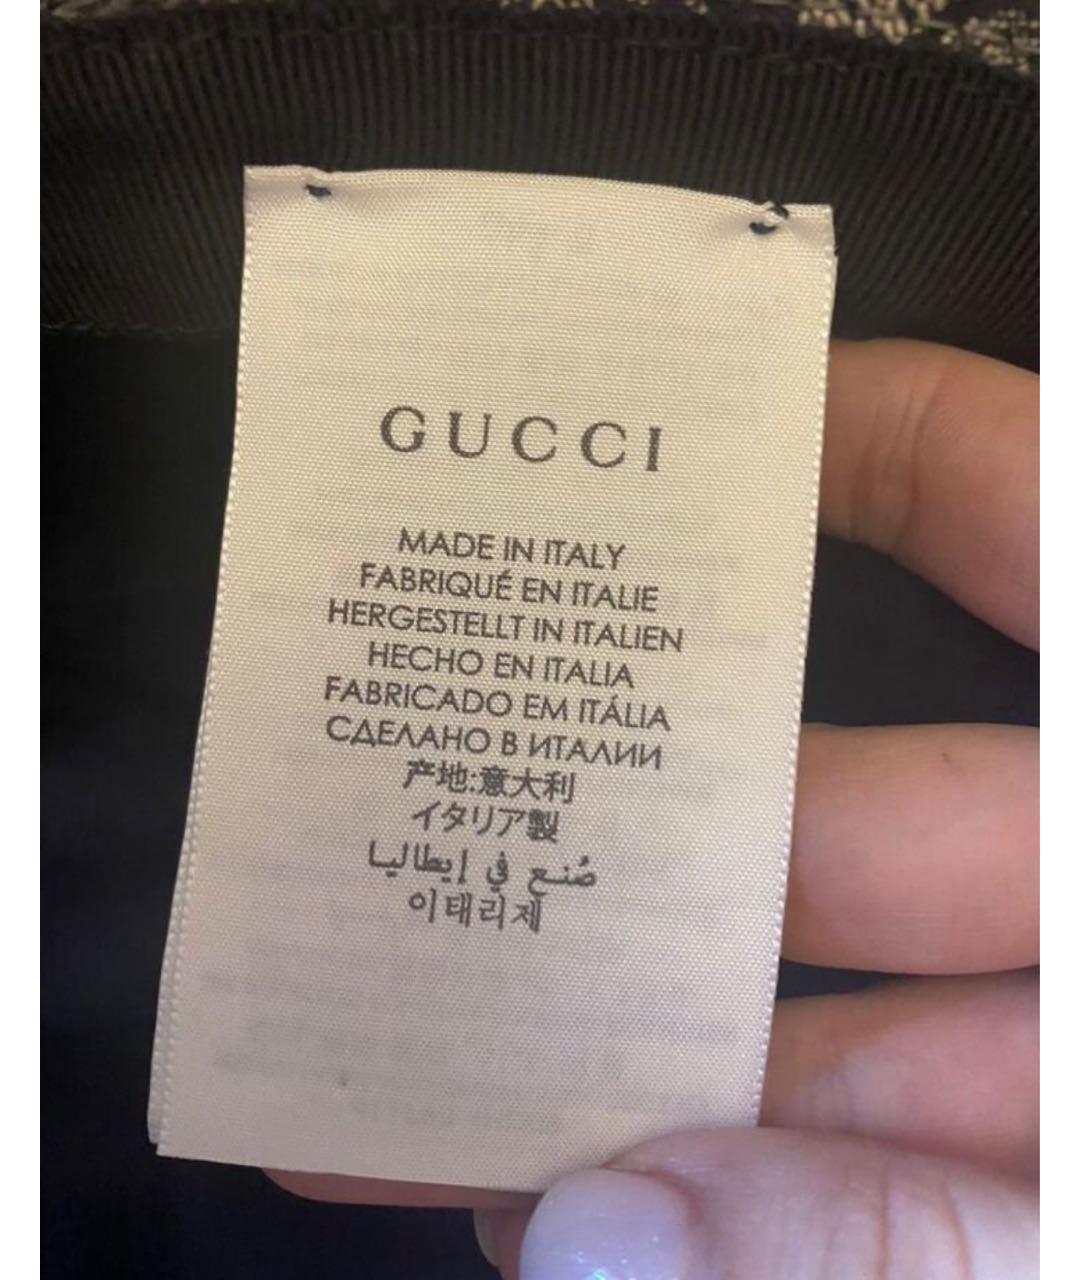 GUCCI
MADE IN ITALY
FABRIQUÉ EN ITALIE
HERGESTELLT IN ITALIEN
HECHO EN ITALIA
FABRICADO EM ITÁLIA
СДЕЛАНО В ИТАЛИИ
产地:意大利
イタリア製
صُنع في إيطاليا
이태리제